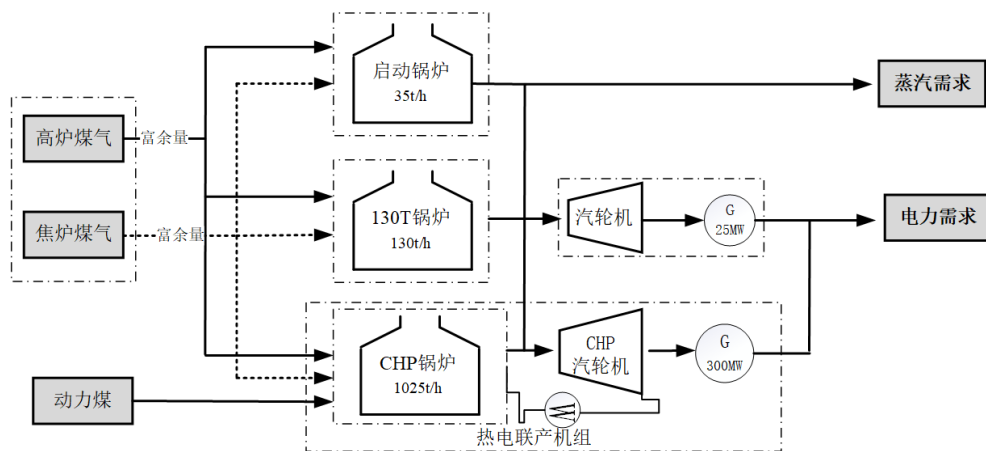 启动锅炉
35t/h
蒸汽需求
高炉煤气
富余量
焦炉煤气
富余量
130T锅炉
130t/h
汽轮机
G
25MW
电力需求
CHP锅炉
1025t/h
CHP
汽轮机
G
300MW
动力煤
热电联产机组